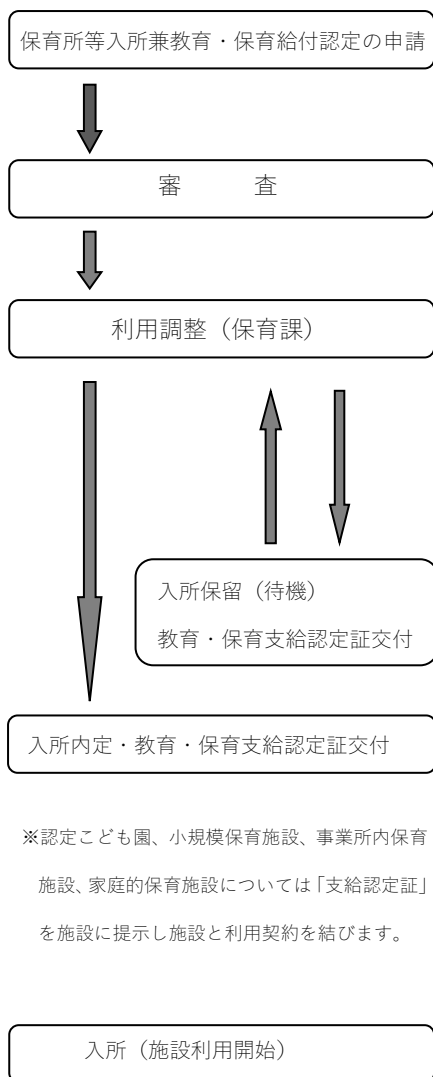 保育所等入所兼教育・保育給付認定の申請
審　　　査
利用調整（保育課）
入所保留（待機）
教育・保育支給認定証交付
入所内定・教育・保育支給認定証交付
※認定こども園、小規模保育施設、事業所内保育
施設、家庭的保育施設については「支給認定証」
を施設に提示し施設と利用契約を結びます。
入所（施設利用開始）